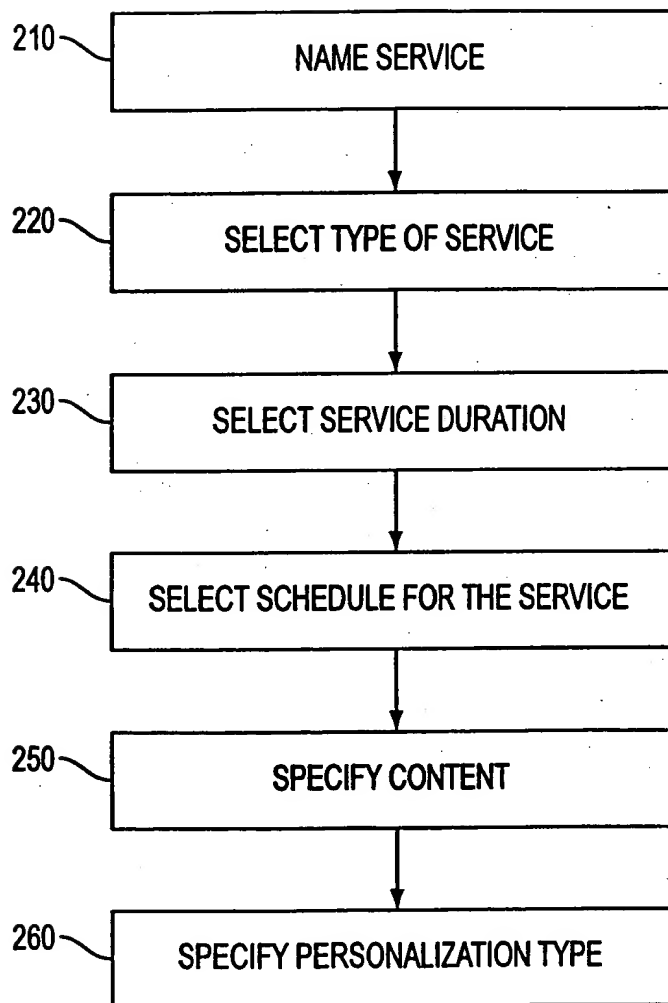 210
NAME SERVICE
220
SELECT TYPE OF SERVICE
230
SELECT SERVICE DURATION
240
SELECT SCHEDULE FOR THE SERVICE
250
SPECIFY CONTENT
260
SPECIFY PERSONALIZATION TYPE